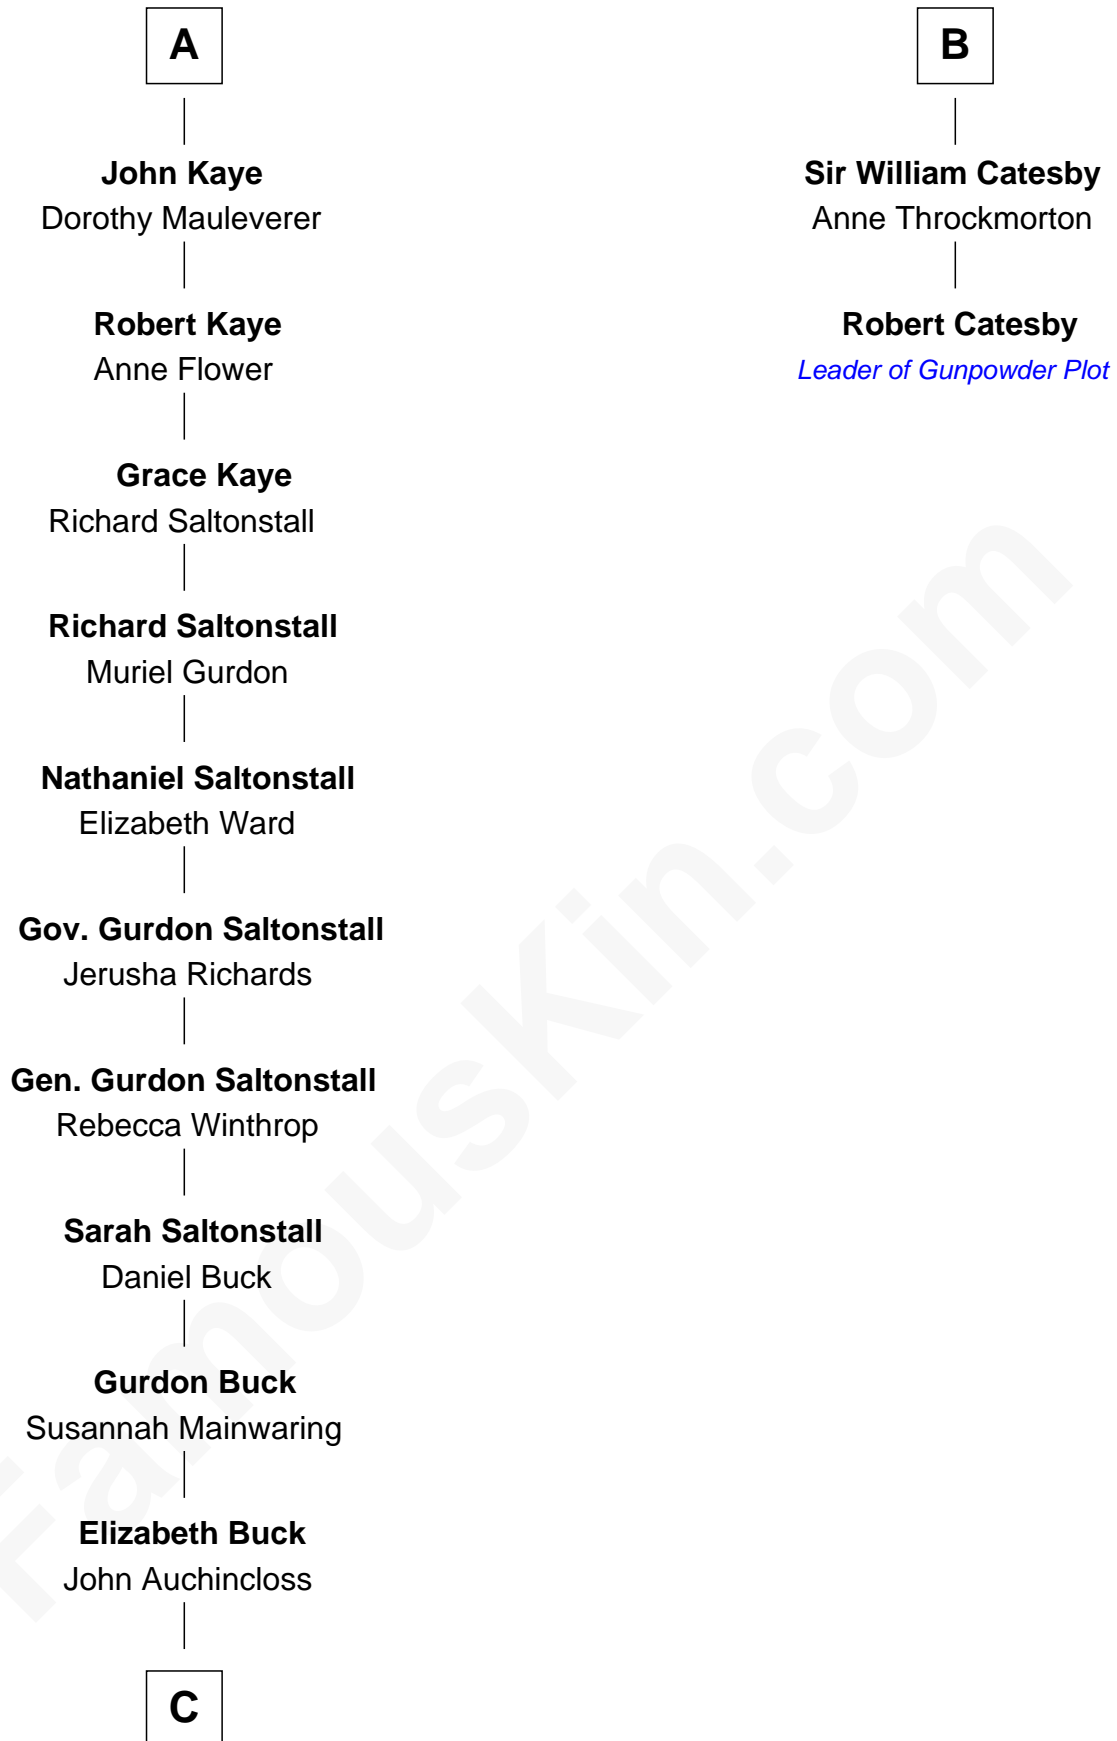 A
John Kaye
Dorothy Mauleverer
Robert Kaye
Anne Flower
Grace Kaye
Richard Saltonstall
Richard Saltonstall
Muriel Gurdon
Nathaniel Saltonstall
Elizabeth Ward
Gov. Gurdon Saltonstall
Jerusha Richards
Gen. Gurdon Saltonstall
Rebecca Winthrop
Sarah Saltonstall
Daniel Buck
Gurdon Buck
Susannah Mainwaring
Elizabeth Buck
John Auchincloss
C
B
Sir William Catesby
Anne Throckmorton
Robert Catesby
Leader of Gunpowder Plot
FamousKin.com